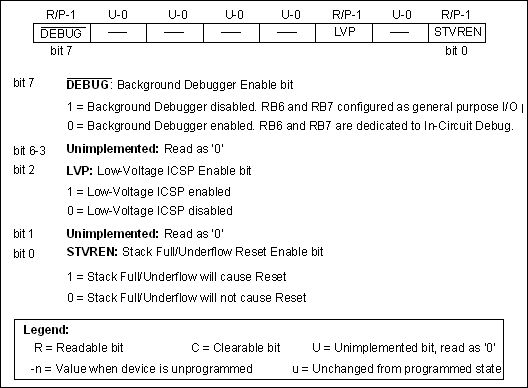 R/P-1 U-0 U-0 U-0 U-0 R/P-1 U-0 R/P-1
DEBUG — — — — LVP — STVREN
bit 7 bit 0
bit 7 DEBUG: Background Debugger Enable bit
1 = Background Debugger disabled. RB6 and RB7 configured as general purpose I/O
0 = Background Debugger enabled. RB6 and RB7 are dedicated to In-Circuit Debug.
bit 6-3 Unimplemented: Read as '0'
bit 2 LVP: Low-Voltage ICSP Enable bit
1 = Low-Voltage ICSP enabled
0 = Low-Voltage ICSP disabled
bit 1 Unimplemented: Read as '0'
bit 0 STVREN: Stack Full/Underflow Reset Enable bit
1 = Stack Full/Underflow will cause Reset
0 = Stack Full/Underflow will not cause Reset
Legend:
R = Readable bit C = Clearable bit U = Unimplemented bit, read as '0'
-n = Value when device is unprogrammed u = Unchanged from programmed state